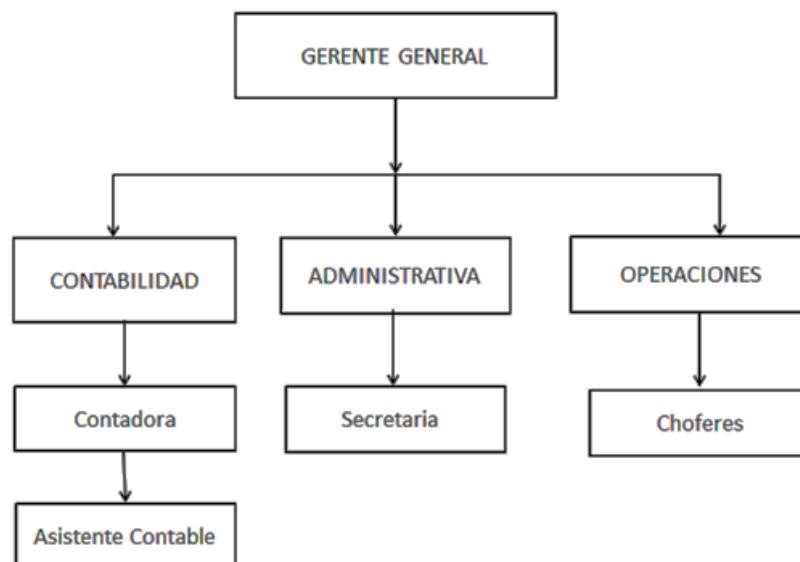 GERENTE GENERAL
CONTABILIDAD
ADMINISTRATIVA
OPERACIONES
Contadora
Secretaria
Choferes
Asistente Contable